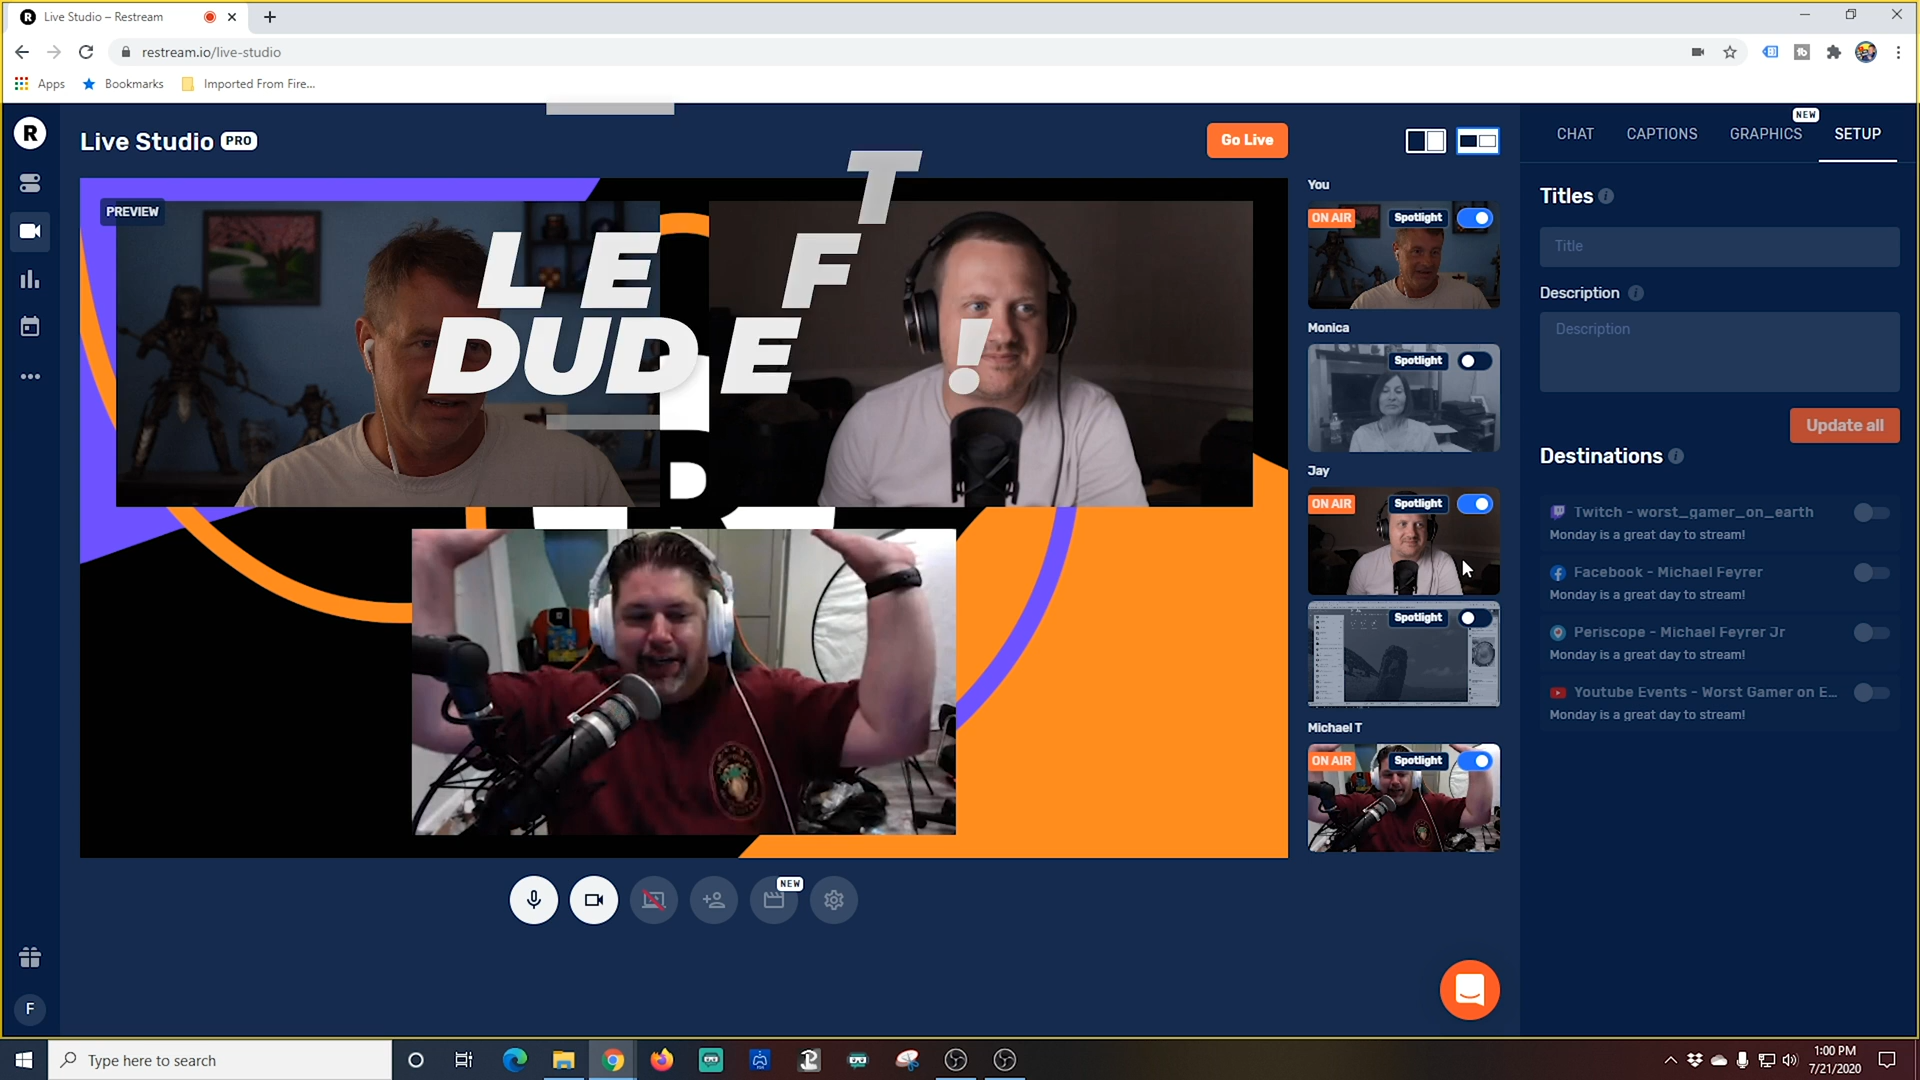 Live Studio – Restream
restream.io/live-studio
Apps
Bookmarks
Imported From Fire...
R
Live Studio PRO
Go Live
NEW
CHAT
CAPTIONS
GRAPHICS
SETUP
PREVIEW
LE FT
DUDE !
You
ON AIR
Spotlight
Monica
Spotlight
Jay
ON AIR
Spotlight
Spotlight
Michael T
ON AIR
Spotlight
Titles
Title
Description
Description
Update all
Destinations
Twitch - worst_gamer_on_earth
Monday is a great day to stream!
Facebook - Michael Feyrer
Monday is a great day to stream!
Periscope - Michael Feyrer Jr
Monday is a great day to stream!
Youtube Events - Worst Gamer on E...
Monday is a great day to stream!
NEW
F
Type here to search
1:00 PM
7/21/2020